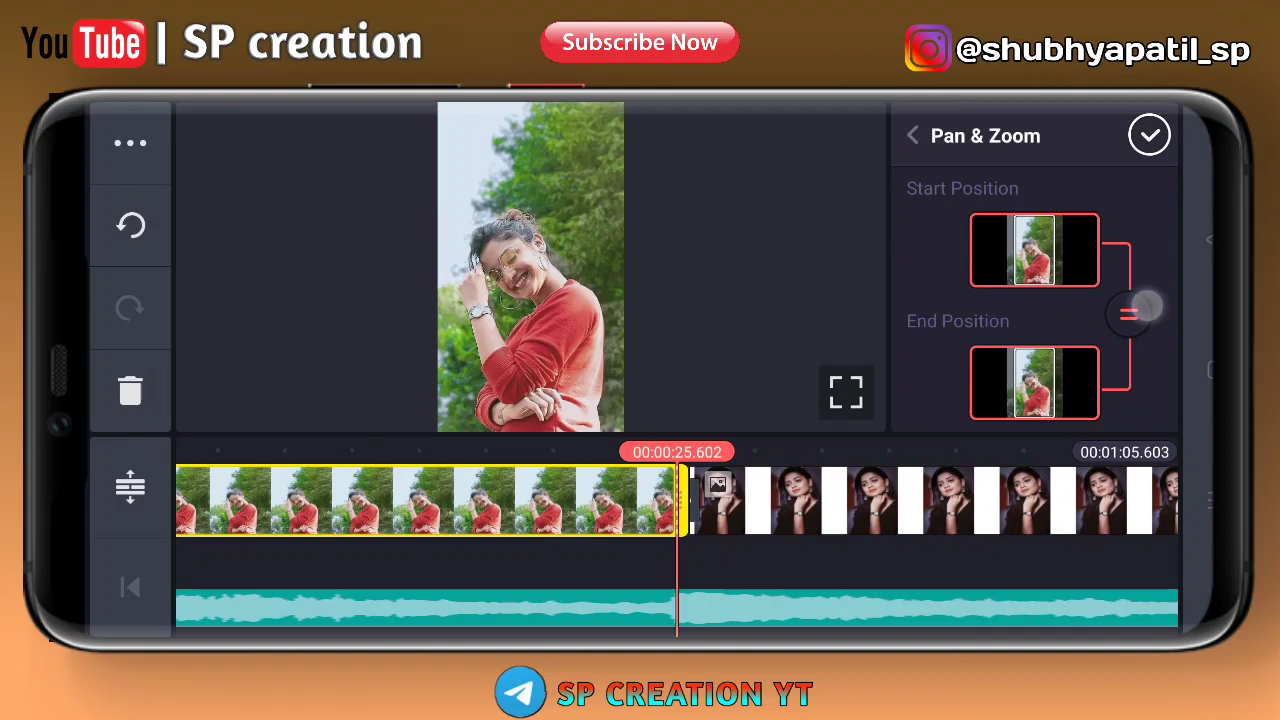 YouTube | SP creation
Subscribe Now
@shubhyapatil_sp
Pan & Zoom
Start Position
End Position
00:00:25.602
00:01:05.603
SP CREATION YT